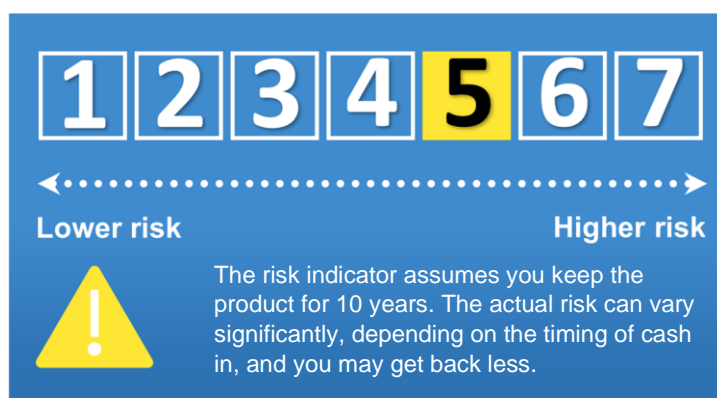 1 2 3 4 5 6 7
Lower risk Higher risk
!
The risk indicator assumes you keep the
product for 10 years. The actual risk can vary
significantly, depending on the timing of cash
in, and you may get back less.